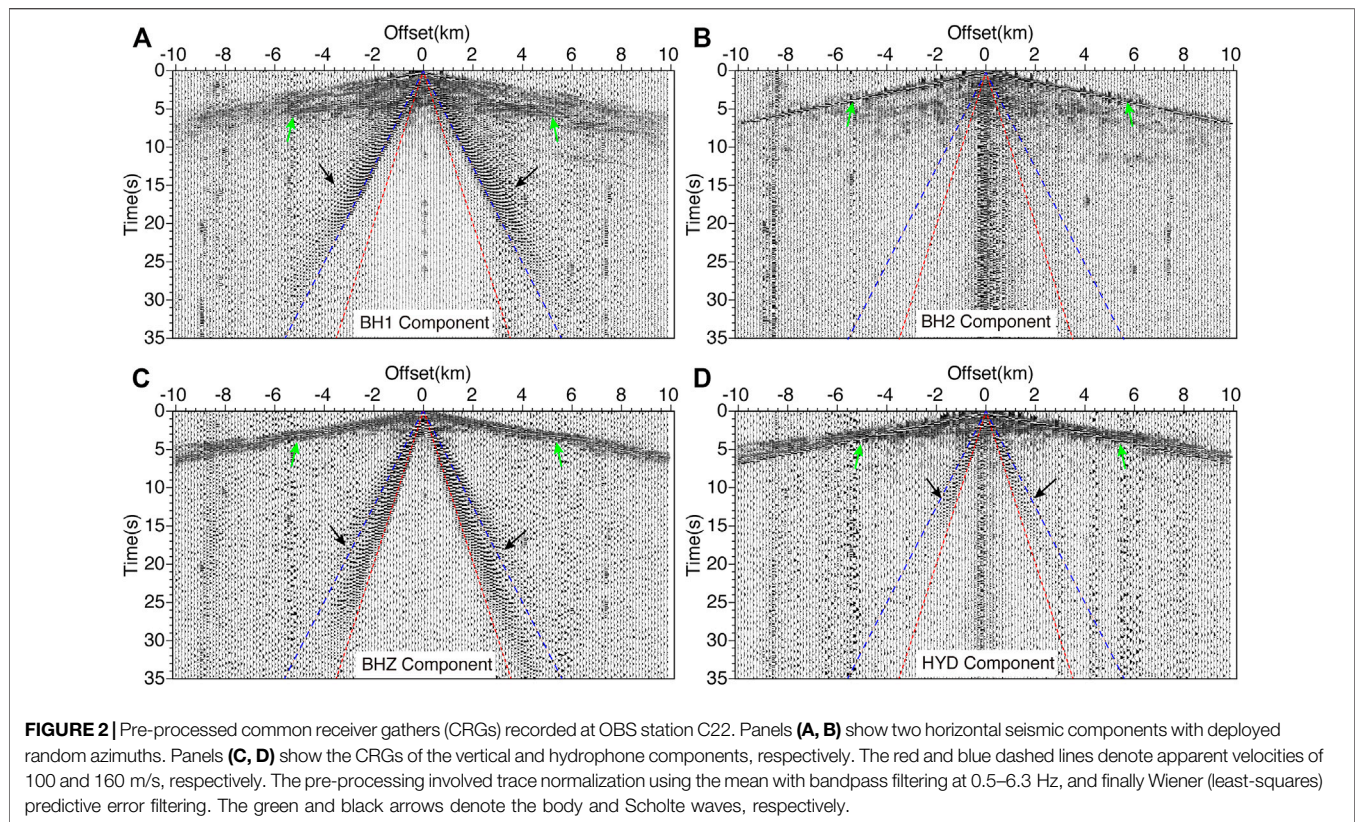 A
Offset(km)
-10 -8 -6 -4 -2 0 2 4 6 8 10
Time(s)
0
5
10
15
20
25
30
35
BH1 Component
B
Offset(km)
-10 -8 -6 -4 -2 0 2 4 6 8 10
Time(s)
0
5
10
15
20
25
30
35
BH2 Component
C
Offset(km)
-10 -8 -6 -4 -2 0 2 4 6 8 10
Time(s)
0
5
10
15
20
25
30
35
BHZ Component
D
Offset(km)
-10 -8 -6 -4 -2 0 2 4 6 8 10
Time(s)
0
5
10
15
20
25
30
35
HYD Component
FIGURE 2 | Pre-processed common receiver gathers (CRGs) recorded at OBS station C22. Panels (A, B) show two horizontal seismic components with deployed
random azimuths. Panels (C, D) show the CRGs of the vertical and hydrophone components, respectively. The red and blue dashed lines denote apparent velocities of
100 and 160 m/s, respectively. The pre-processing involved trace normalization using the mean with bandpass filtering at 0.5–6.3 Hz, and finally Wiener (least-squares)
predictive error filtering. The green and black arrows denote the body and Scholte waves, respectively.